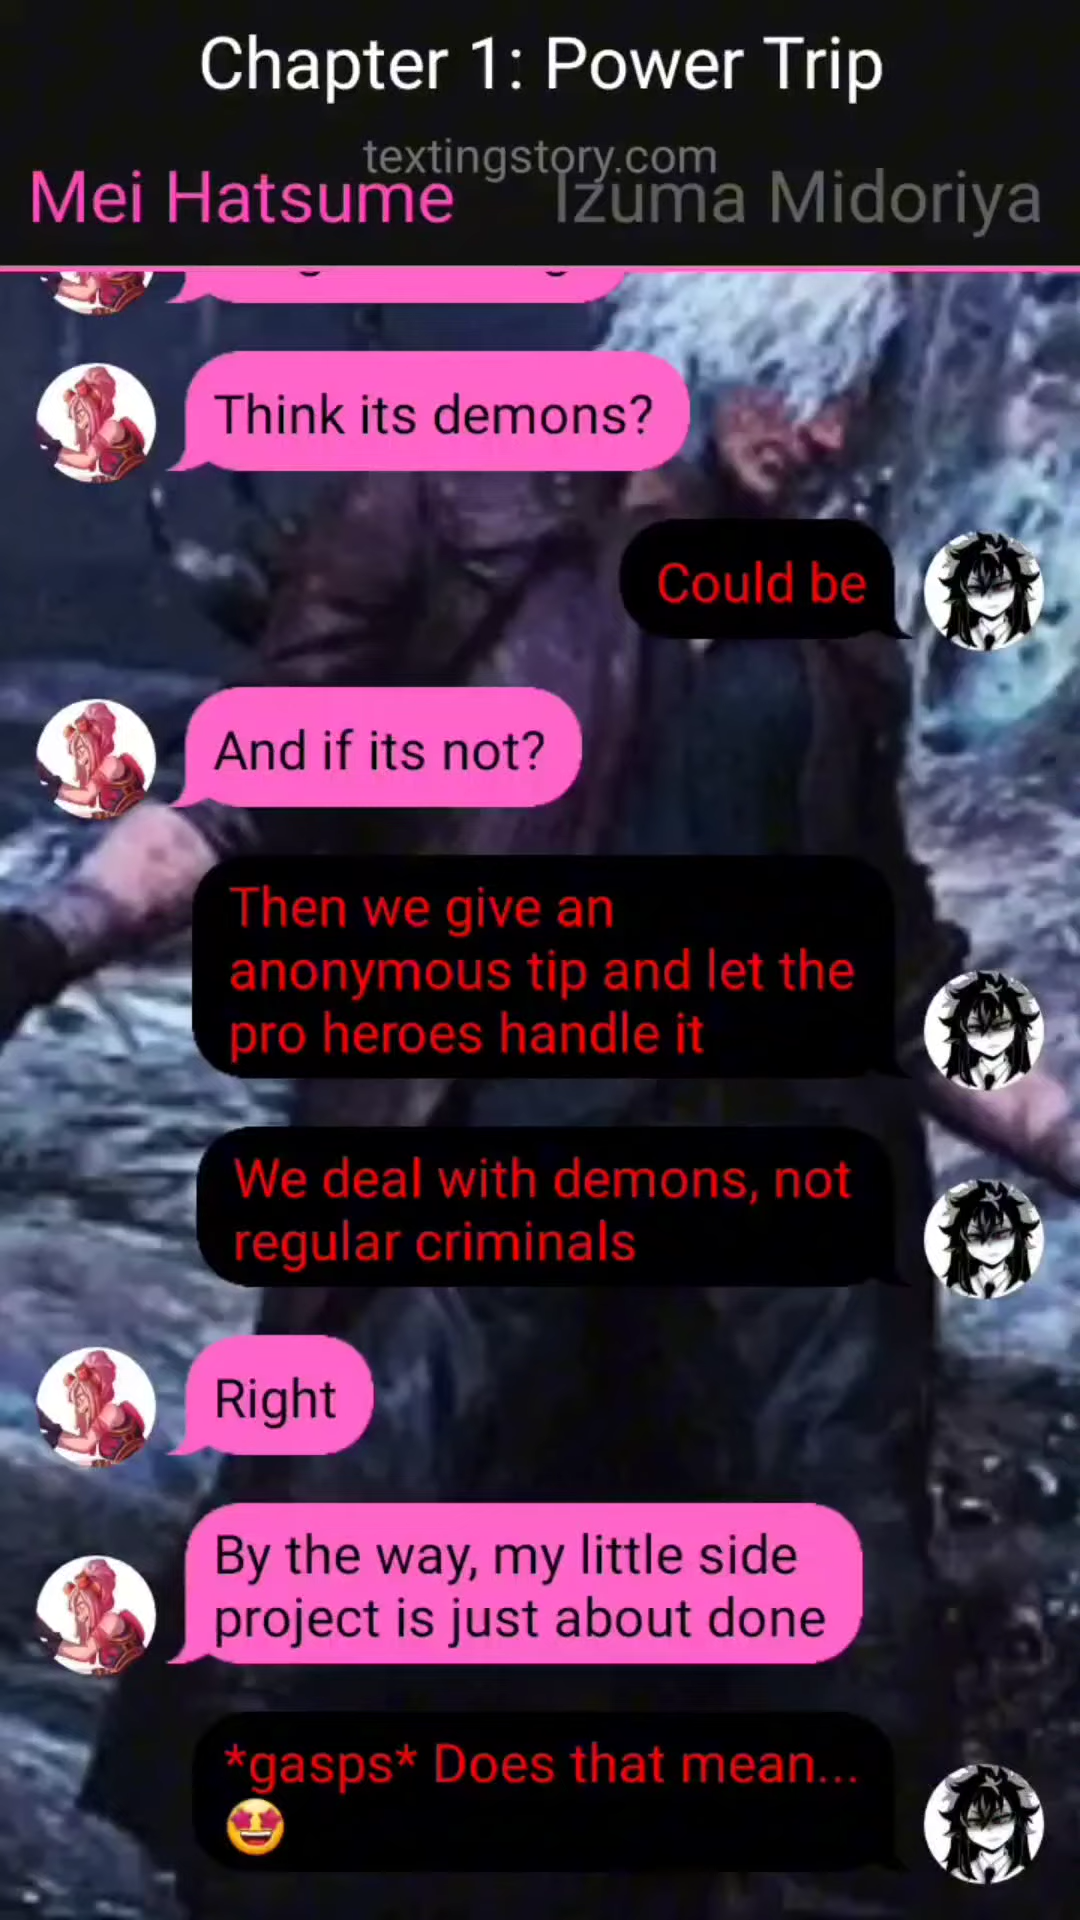 Chapter 1: Power Trip
textingstory.com
Mei Hatsume
Izuma Midoriya
Think its demons?
Could be
And if its not?
Then we give an
anonymous tip and let the
pro heroes handle it
We deal with demons, not
regular criminals
Right
By the way, my little side
project is just about done
*gasps* Does that mean...
🤩